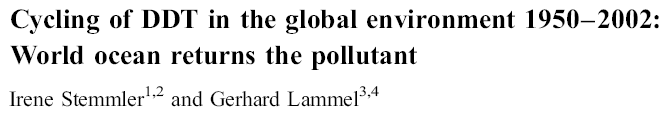 Cycling of DDT in the global environment 1950–2002:
World ocean returns the pollutant
Irene Stemmler1,2 and Gerhard Lammel3,4